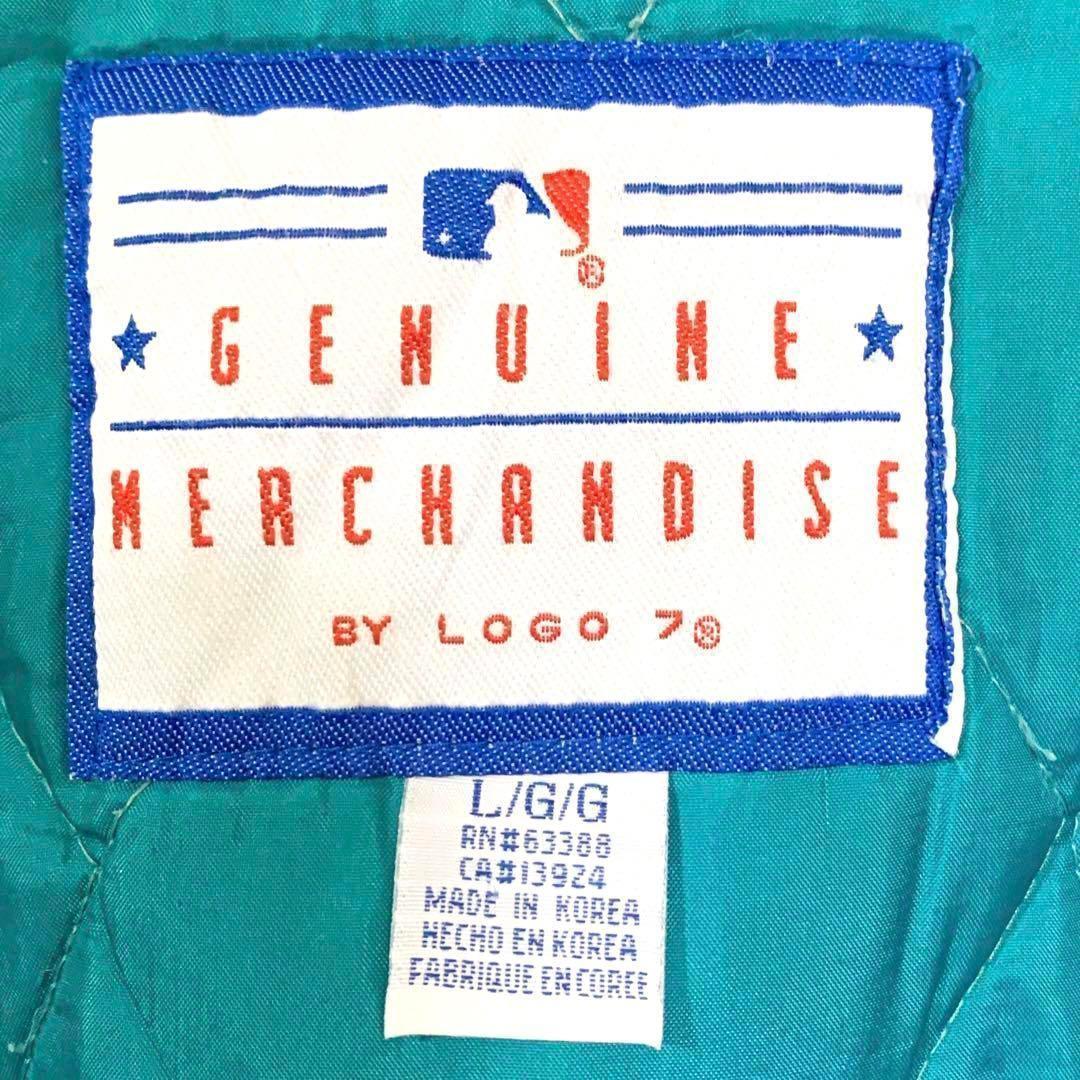 ®
GENUINE
MERCHANDISE
BY LOGO 7®
L/G/G
RN#63388
CA#13924
MADE IN KOREA
HECHO EN KOREA
FABRIQUE EN COREE